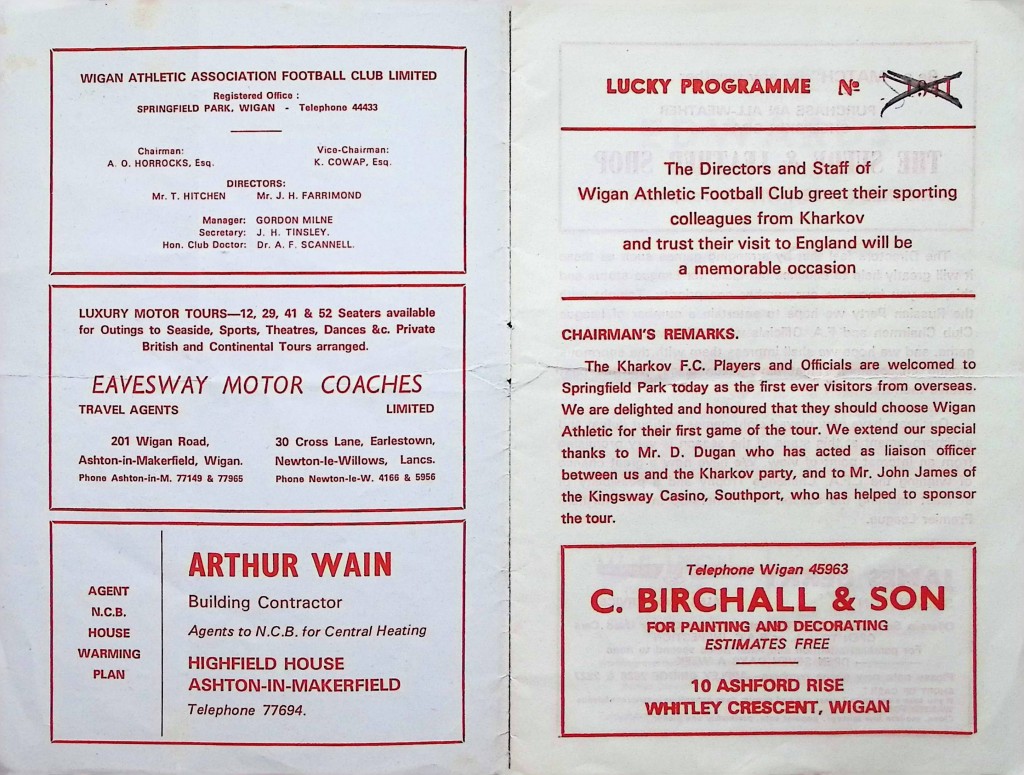 WIGAN ATHLETIC ASSOCIATION FOOTBALL CLUB LIMITED
Registered Office :
SPRINGFIELD PARK, WIGAN - Telephone 44433
Chairman: Vice-Chairman:
A. O. HORROCKS, Esq. K. COWAP, Esq.
DIRECTORS:
Mr. T. HITCHEN Mr. J. H. FARRIMOND
Manager: GORDON MILNE
Secretary: J. H. TINSLEY.
Hon. Club Doctor: Dr. A. F. SCANNELL.
LUXURY MOTOR TOURS—12, 29, 41 & 52 Seaters available
for Outings to Seaside, Sports, Theatres, Dances &c. Private
British and Continental Tours arranged.
EAVESWAY MOTOR COACHES
TRAVEL AGENTS LIMITED
201 Wigan Road, 30 Cross Lane, Earlestown,
Ashton-in-Makerfield, Wigan. Newton-le-Willows, Lancs.
Phone Ashton-in-M. 77149 & 77965 Phone Newton-le-W. 4166 & 5956
AGENT
N.C.B.
HOUSE
WARMING
PLAN
ARTHUR WAIN
Building Contractor
Agents to N.C.B. for Central Heating
HIGHFIELD HOUSE
ASHTON-IN-MAKERFIELD
Telephone 77694.
LUCKY PROGRAMME No
The Directors and Staff of
Wigan Athletic Football Club greet their sporting
colleagues from Kharkov
and trust their visit to England will be
a memorable occasion
CHAIRMAN'S REMARKS.
The Kharkov F.C. Players and Officials are welcomed to
Springfield Park today as the first ever visitors from overseas.
We are delighted and honoured that they should choose Wigan
Athletic for their first game of the tour. We extend our special
thanks to Mr. D. Dugan who has acted as liaison officer
between us and the Kharkov party, and to Mr. John James of
the Kingsway Casino, Southport, who has helped to sponsor
the tour.
Telephone Wigan 45963
C. BIRCHALL & SON
FOR PAINTING AND DECORATING
ESTIMATES FREE
10 ASHFORD RISE
WHITLEY CRESCENT, WIGAN